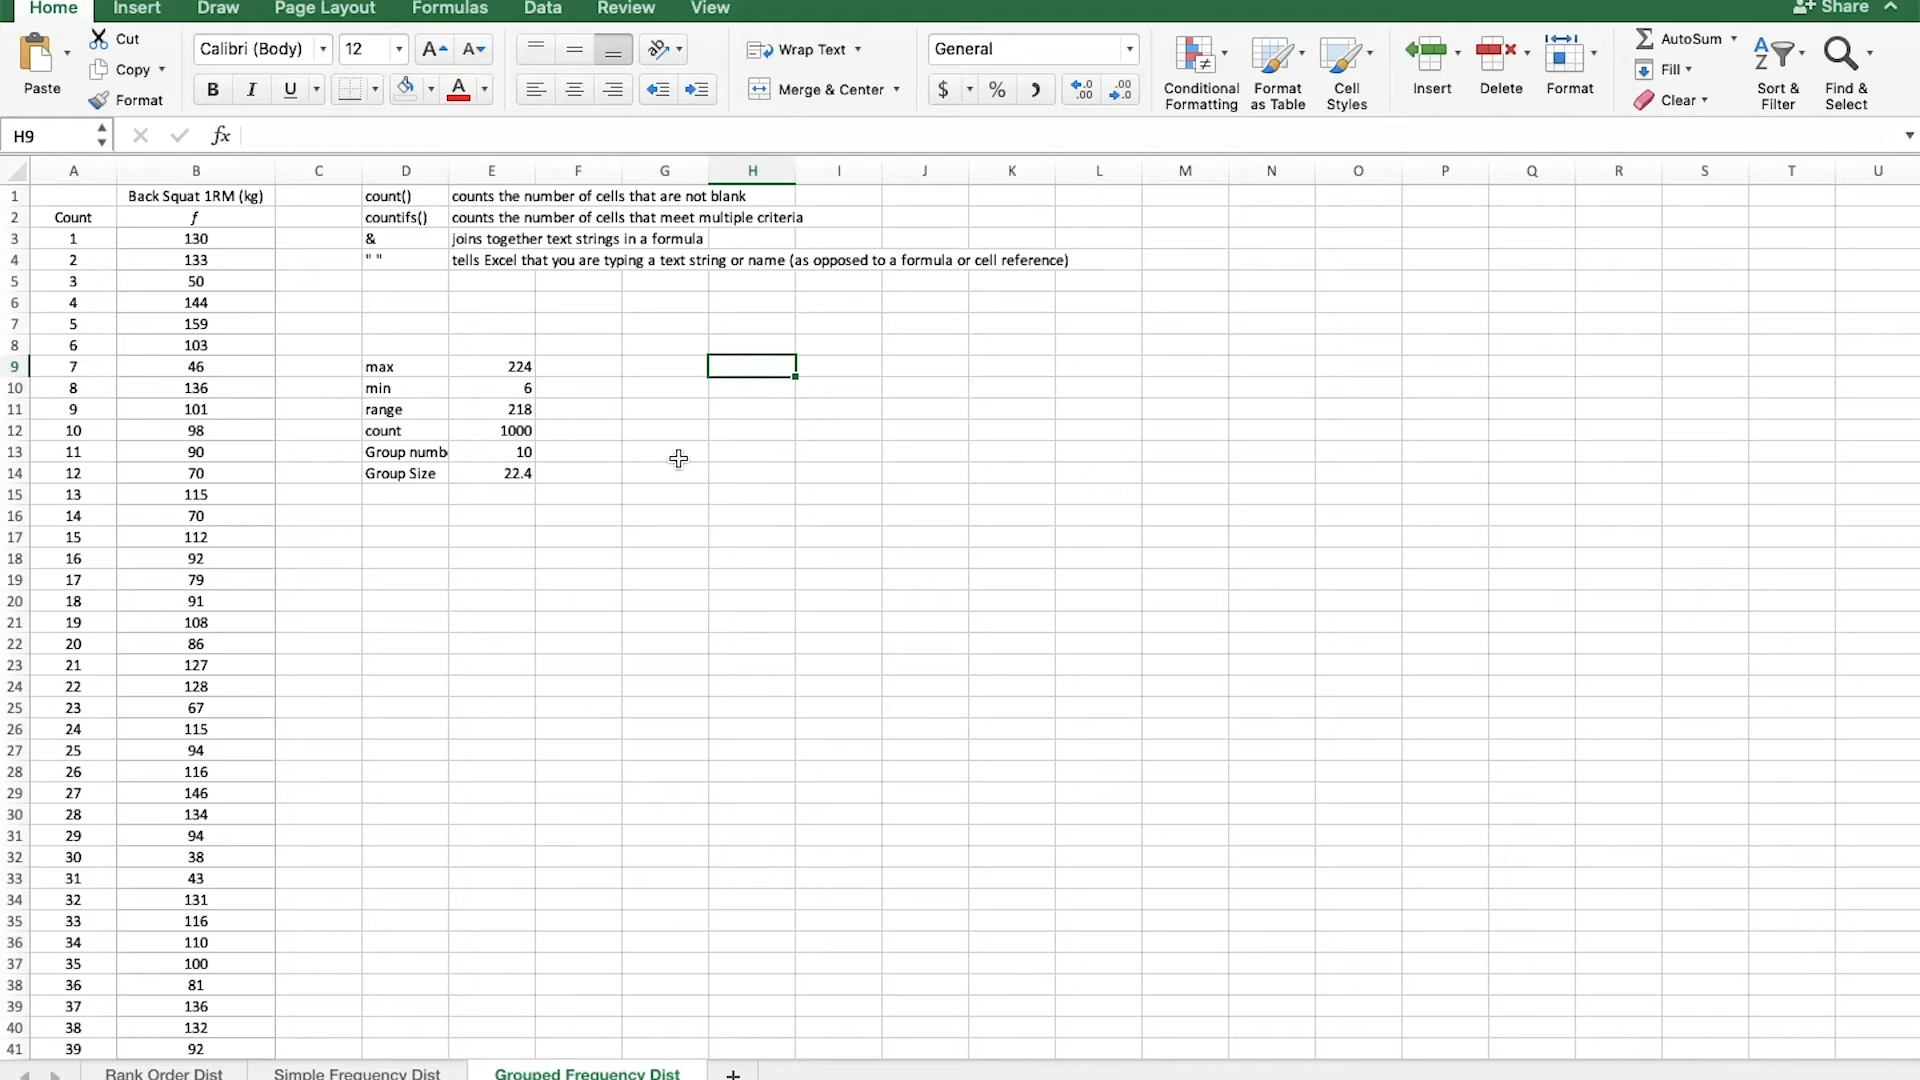 Home Insert Draw Page Layout Formulas Data Review View Share
Cut Calibri (Body) 12 A A Wrap Text General AutoSum
Copy Fill
Paste Format B I U A Merge & Center $ % Conditional Formatting Format as Table Cell Styles Insert Delete Format Clear Sort & Filter Find & Select
H9 fx
A B C D E F G H I J K L M N O P Q R S T U
1 Back Squat 1RM (kg) count() counts the number of cells that are not blank
2 Count f countifs() counts the number of cells that meet multiple criteria
3 1 130 & joins together text strings in a formula
4 2 133 " " tells Excel that you are typing a text string or name (as opposed to a formula or cell reference)
5 3 50
6 4 144
7 5 159
8 6 103
9 7 46 max 224
10 8 136 min 6
11 9 101 range 218
12 10 98 count 1000
13 11 90 Group numb 10
14 12 70 Group Size 22.4
15 13 115
16 14 70
17 15 112
18 16 92
19 17 79
20 18 91
21 19 108
22 20 86
23 21 127
24 22 128
25 23 67
26 24 115
27 25 94
28 26 116
29 27 146
30 28 134
31 29 94
32 30 38
33 31 43
34 32 131
35 33 116
36 34 110
37 35 100
38 36 81
39 37 136
40 38 132
41 39 92
Rank Order Dist Simple Frequency Dist Grouped Frequency Dist +